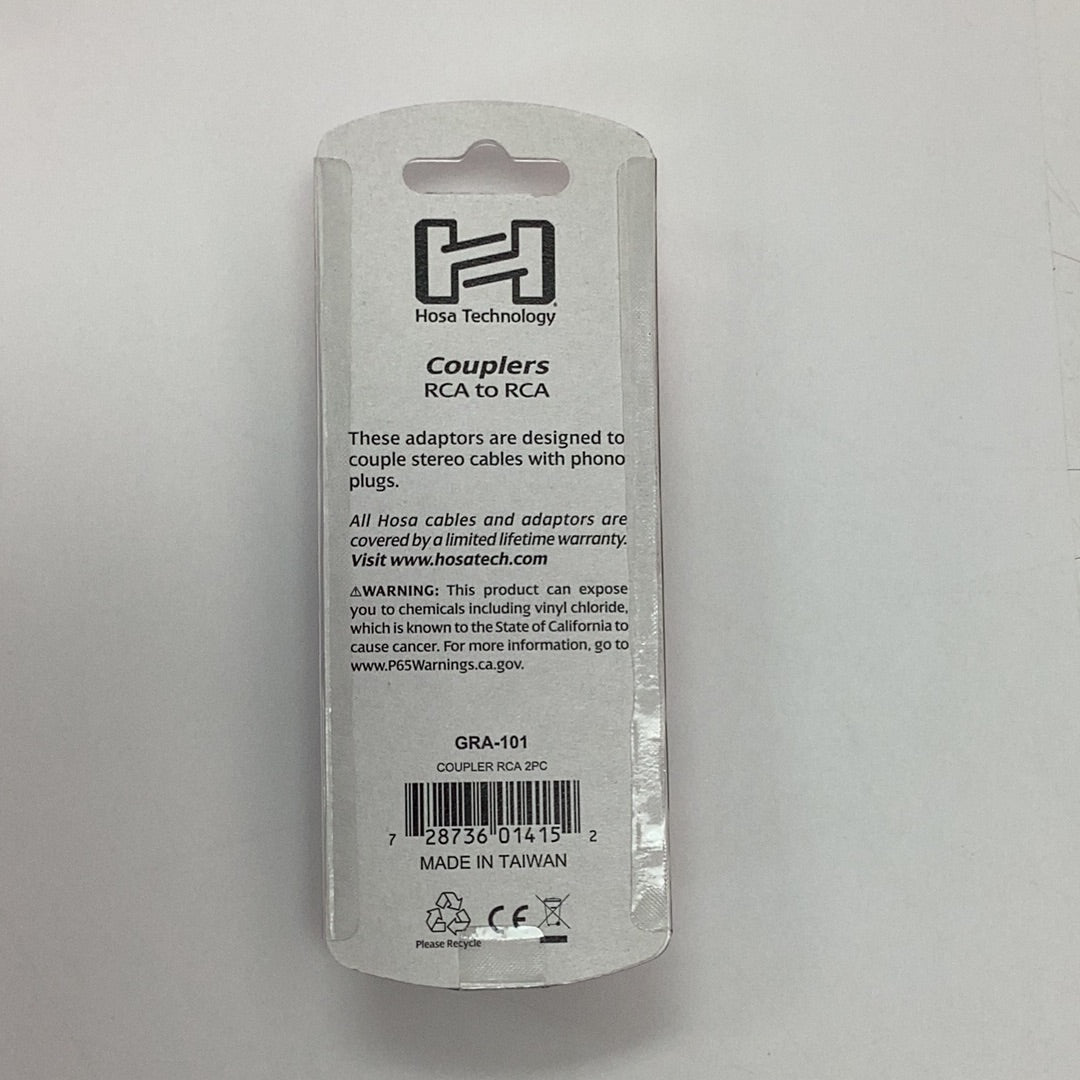 Hosa Technology
Couplers
RCA to RCA
These adaptors are designed to
couple stereo cables with phono
plugs.
All Hosa cables and adaptors are
covered by a limited lifetime warranty.
Visit www.hosatech.com
⚠WARNING: This product can expose
you to chemicals including vinyl chloride,
which is known to the State of California to
cause cancer. For more information, go to
www.P65Warnings.ca.gov.
GRA-101
COUPLER RCA 2PC
7 28736 01415 2
MADE IN TAIWAN
CE
Please Recycle